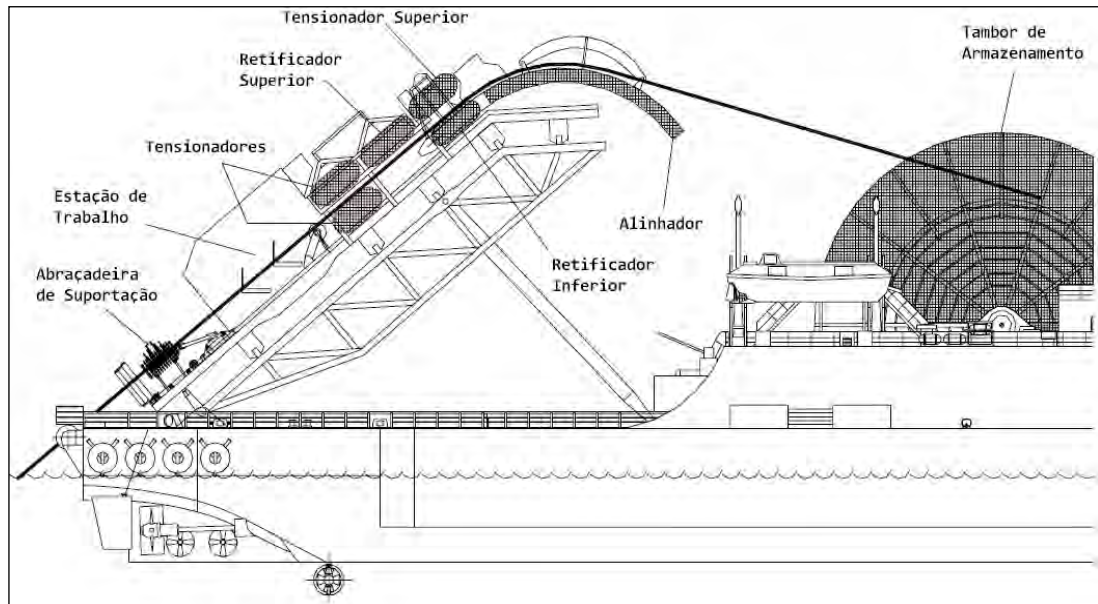 Tensionador Superior
Retificador
Superior
Tambor de
Armazenamento
Tensionadores
Estação de
Trabalho
Alinhador
Abraçadeira
de Suportação
Retificador
Inferior